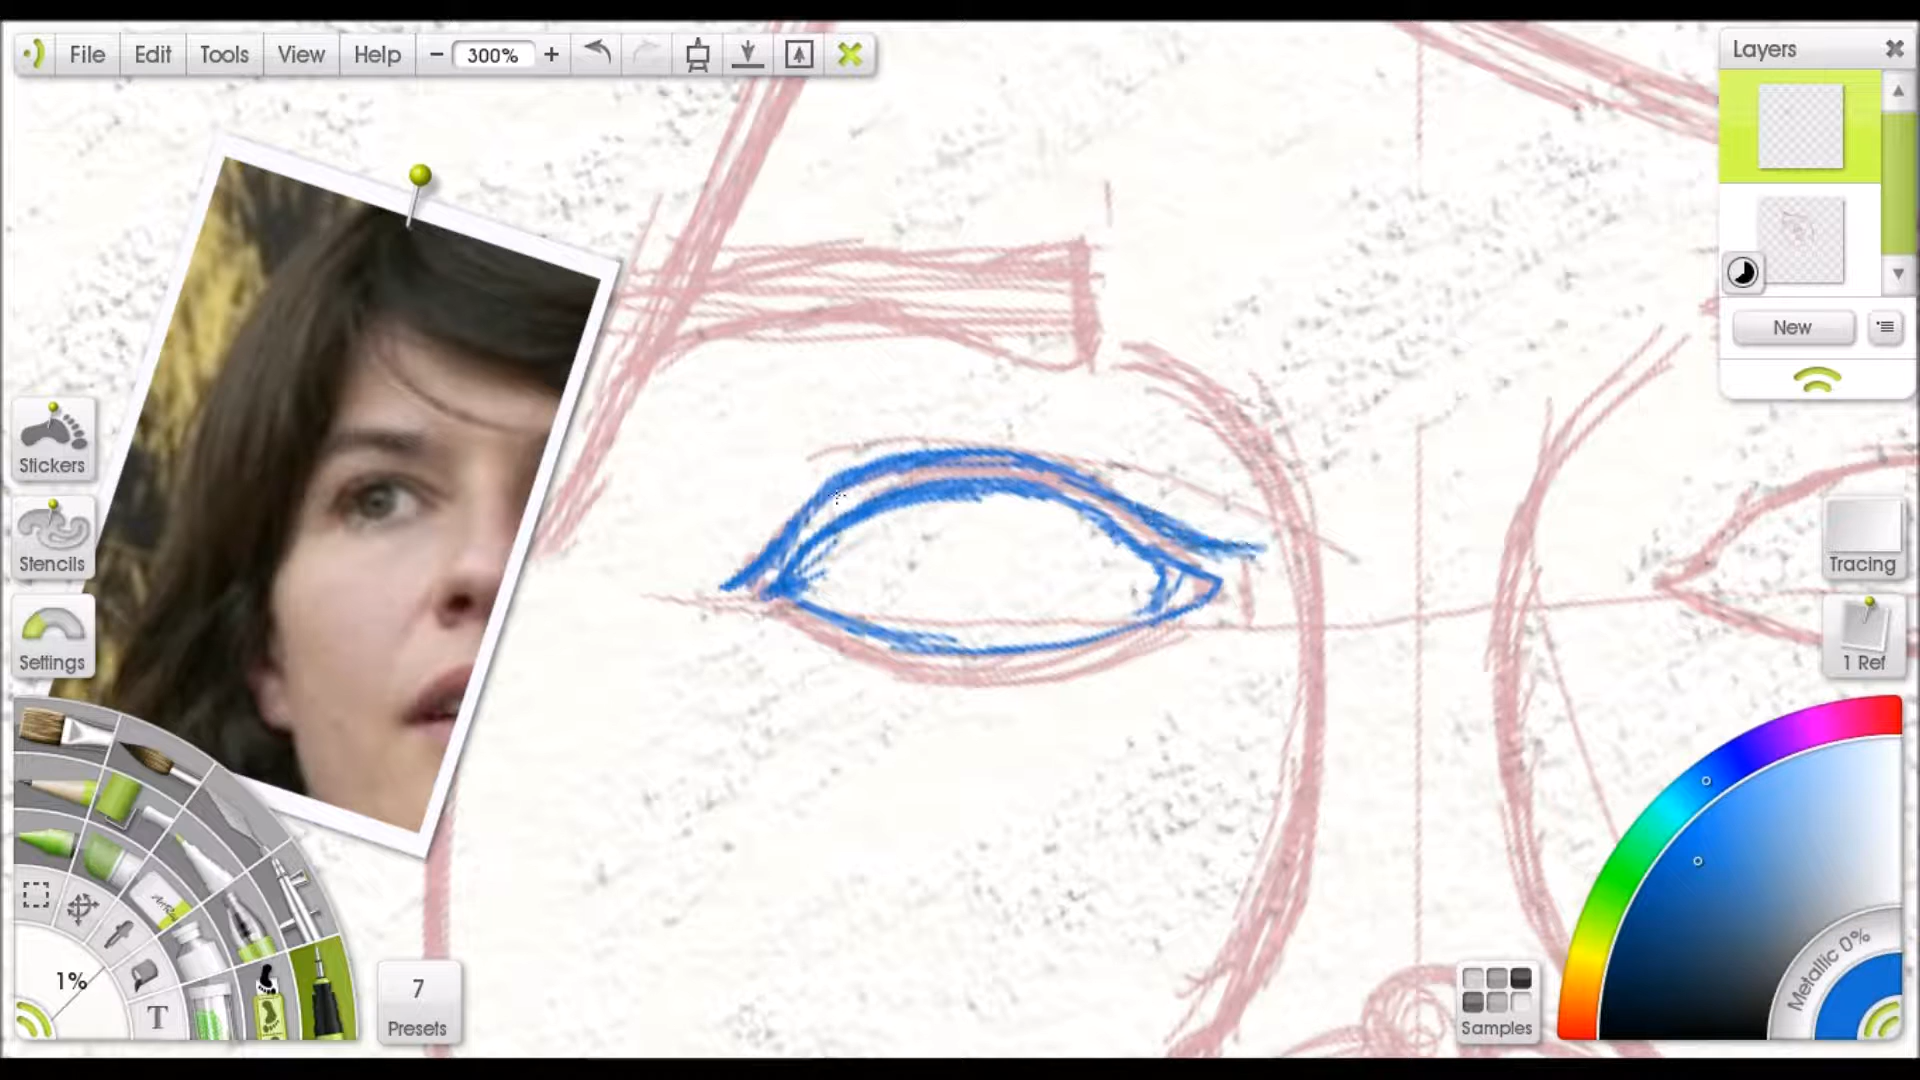 File Edit Tools View Help − 300% +
Layers
New
Stickers
Stencils
Settings
Tracing
1 Ref
ArtRage
1%
T
7
Presets
Samples
Metallic 0%